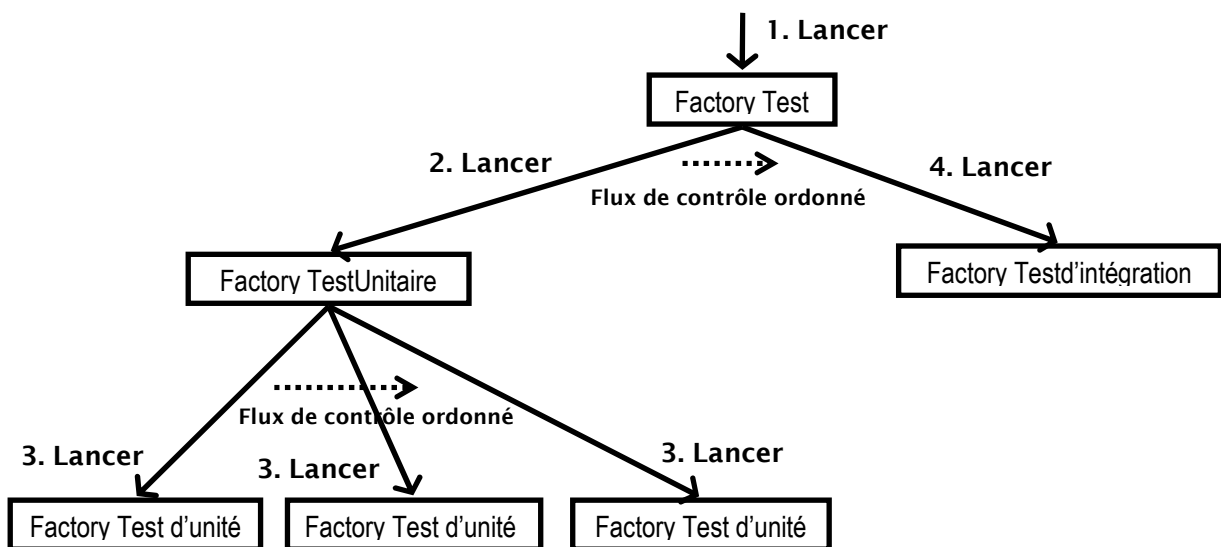 1. Lancer
Factory Test
2. Lancer
4. Lancer
Flux de contrôle ordonné
Factory TestUnitaire
Factory Testd'intégration
Flux de contrôle ordonné
3. Lancer
3. Lancer
3. Lancer
Factory Test d'unité
Factory Test d'unité
Factory Test d'unité